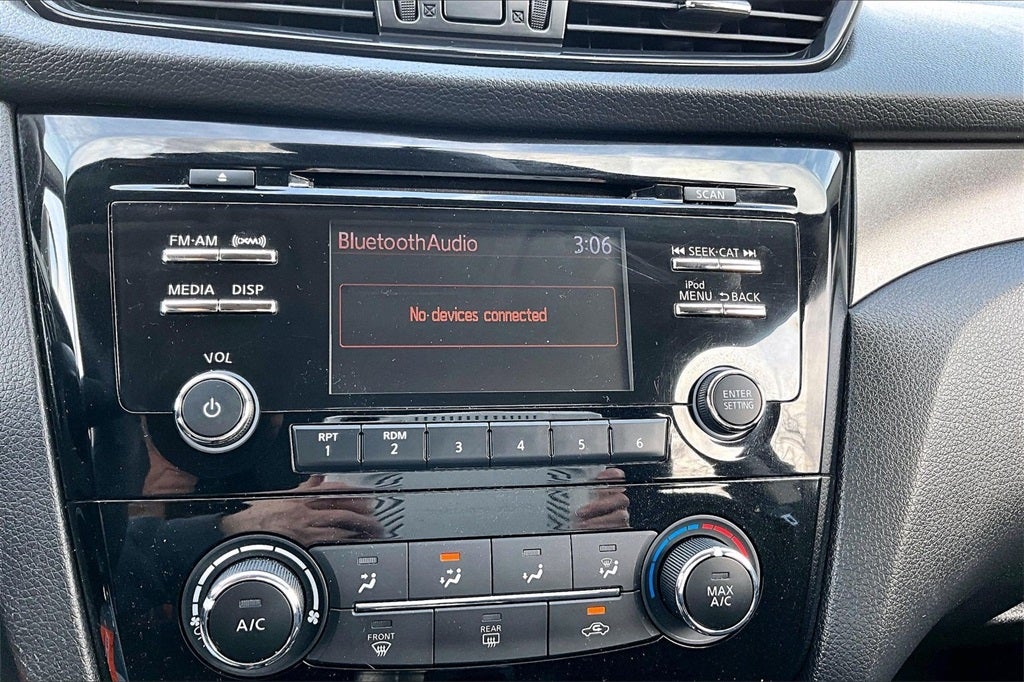 SCAN
FM·AM ((XM))
BluetoothAudio 3:06
SEEK·CAT
MEDIA DISP
iPod
MENU BACK
No devices connected
VOL
ENTER
SETTING
RPT RDM
1 2 3 4 5 6
A/C
MAX
A/C
FRONT
REAR